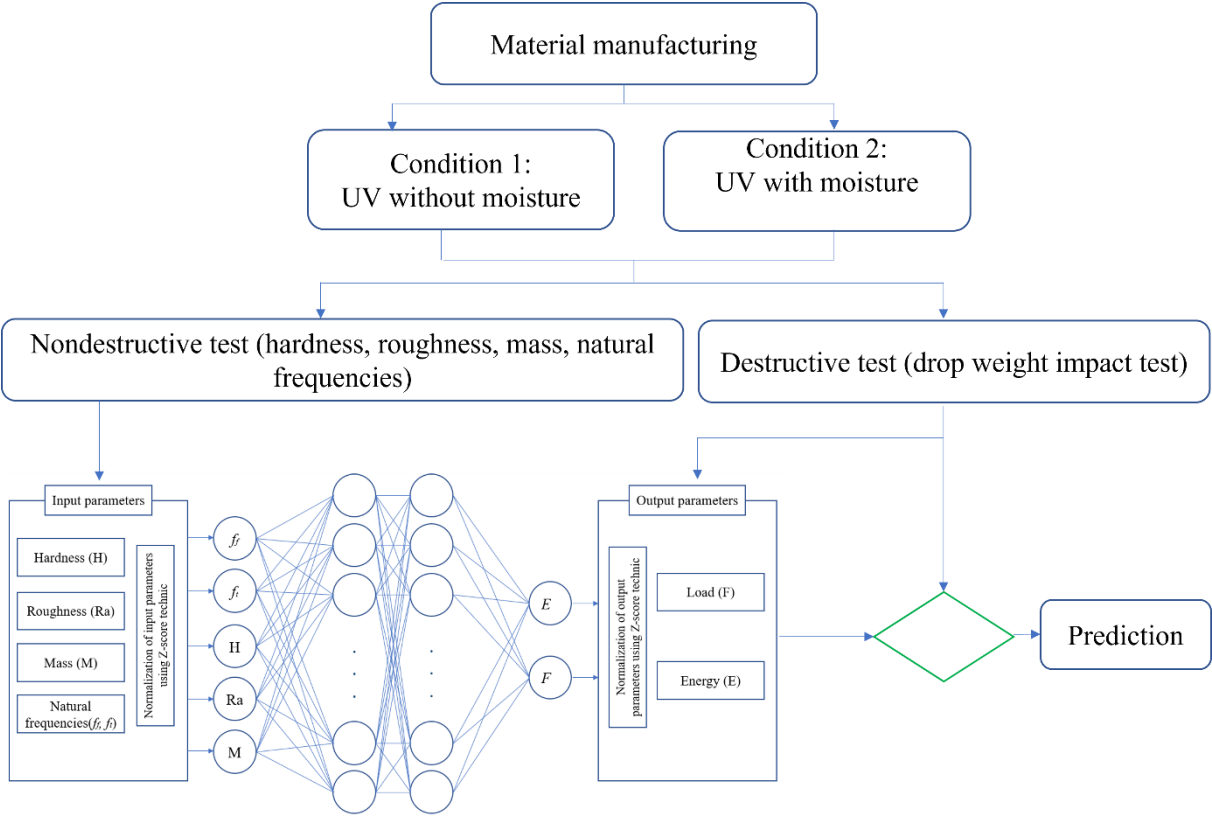 Material manufacturing
Condition 1:
UV without moisture
Condition 2:
UV with moisture
Nondestructive test (hardness, roughness, mass, natural
frequencies)
Destructive test (drop weight impact test)
Input parameters
Hardness (H)
Roughness (Ra)
Mass (M)
Natural
frequencies(ff, ft)
Normalization of input parameters
using Z-score technic
ff
ft
H
Ra
M
E
F
Output parameters
Normalization of output
parameters using Z-score technic
Load (F)
Energy (E)
Prediction